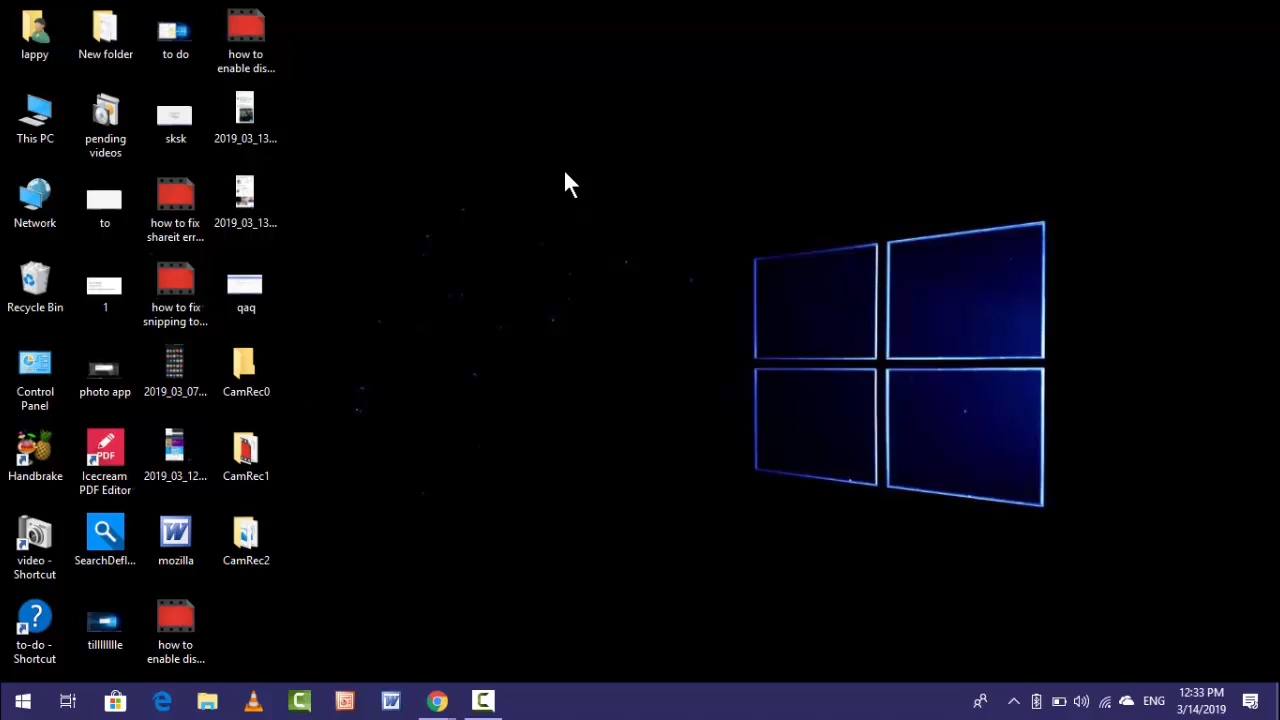 lappy
New folder
to do
how to
enable dis...
This PC
pending
videos
sksk
2019_03_13...
Network
to
how to fix
shareit err...
2019_03_13...
Recycle Bin
1
how to fix
snipping to...
qaq
Control
Panel
photo app
2019_03_07...
CamRec0
Handbrake
PDF
Icecream
PDF Editor
2019_03_12...
CamRec1
video -
Shortcut
SearchDefl...
mozilla
CamRec2
to-do -
Shortcut
tillllllllle
how to
enable dis...
ENG
12:33 PM
3/14/2019